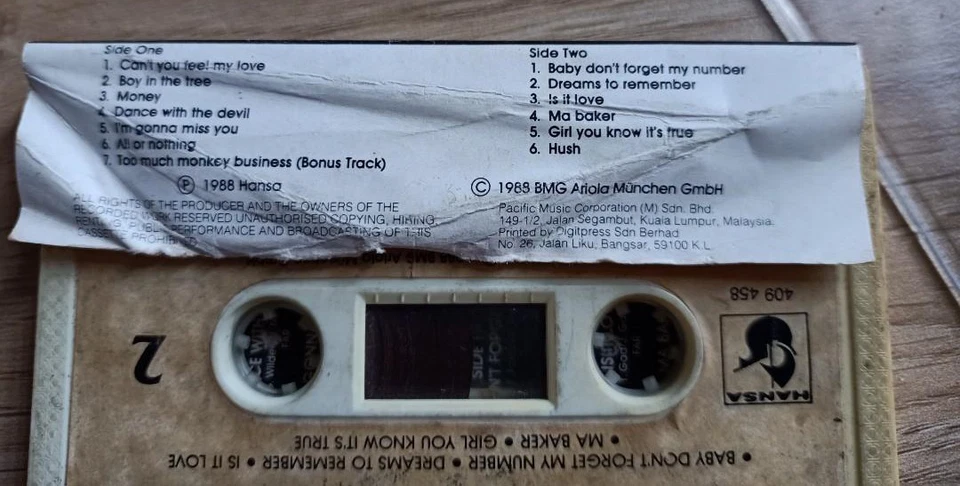 Side One
1. Can't you feel my love
2. Boy in the tree
3. Money
4. Dance with the devil
5. I'm gonna miss you
6. All or nothing
7. Too much monkey business (Bonus Track)
Ⓟ 1988 Hansa
ALL RIGHTS OF THE PRODUCER AND THE OWNERS OF THE
RECORDED WORK RESERVED UNAUTHORISED COPYING, HIRING,
PERFORMANCE AND BROADCASTING OF THIS
PROHIBITED
Side Two
1. Baby don't forget my number
2. Dreams to remember
3. Is it love
4. Ma baker
5. Girl you know it's true
6. Hush
© 1988 BMG Ariola München GmbH
Pacific Music Corporation (M) Sdn. Bhd.
149-1/2, Jalan Segambut, Kuala Lumpur, Malaysia.
Printed by Digitpress Sdn Berhad
No. 26, Jalan Liku, Bangsar, 59100 K.L.
409 458
2
HANSA
• BABY DON'T FORGET MY NUMBER • DREAMS TO REMEMBER • IS IT LOVE
• MA BAKER • GIRL YOU KNOW IT'S TRUE